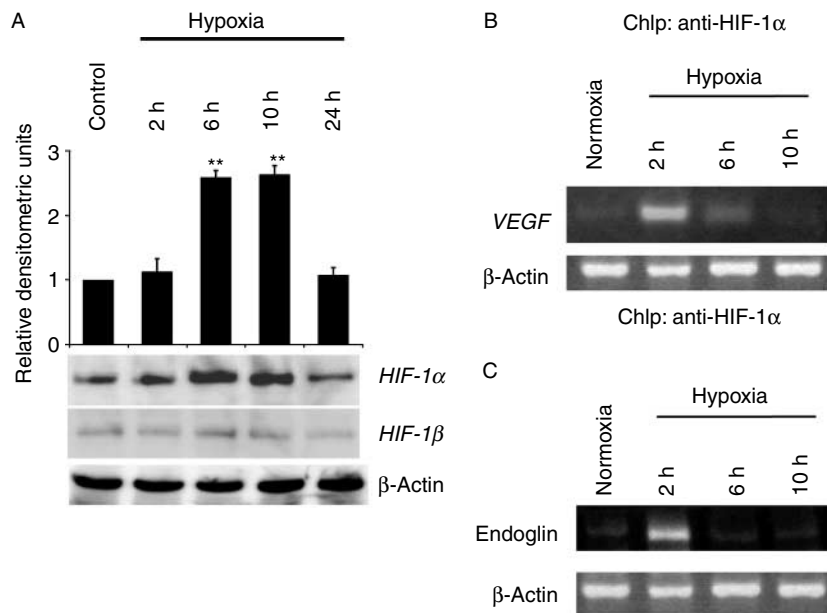 A
Hypoxia
Control
2 h
6 h
10 h
24 h
Relative densitometric units
3
2
1
0
**
**
HIF-1α
HIF-1β
β-Actin
B
ChIp: anti-HIF-1α
Hypoxia
Normoxia
2 h
6 h
10 h
VEGF
β-Actin
ChIp: anti-HIF-1α
C
Hypoxia
Normoxia
2 h
6 h
10 h
Endoglin
β-Actin